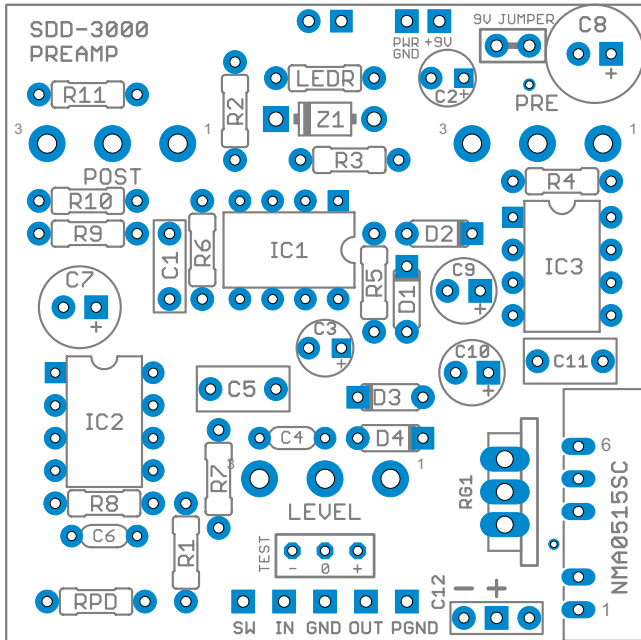 SDD-3000
PREAMP
PWR
GND
+9V
9V JUMPER
C8
+
R11
R2
LEDR
C2
+
Z1
PRE
3
1
3
1
POST
R3
R4
R10
R9
C1
R6
IC1
R5
D2
D1
IC3
C7
+
C9
+
C3
+
C10
+
C11
IC2
C5
D3
C4
D4
R7
3
1
LEVEL
RG1
6
NMA0515SC
1
R8
C6
R1
TEST
- 0 +
RPD
SW IN GND OUT PGND
C12
- +